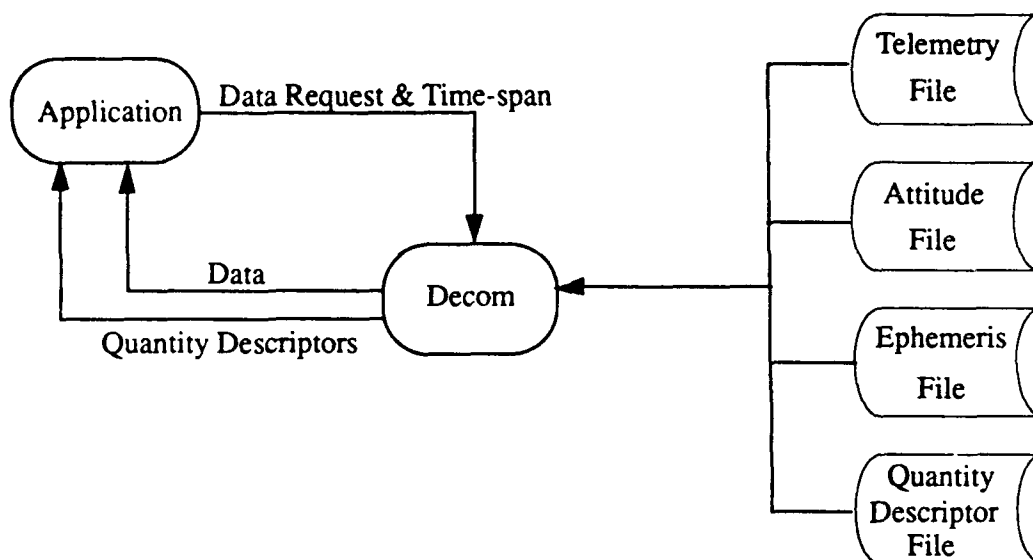 Telemetry
File
Application
Data Request & Time-span
Attitude
File
Data
Decom
Quantity Descriptors
Ephemeris
File
Quantity
Descriptor
File